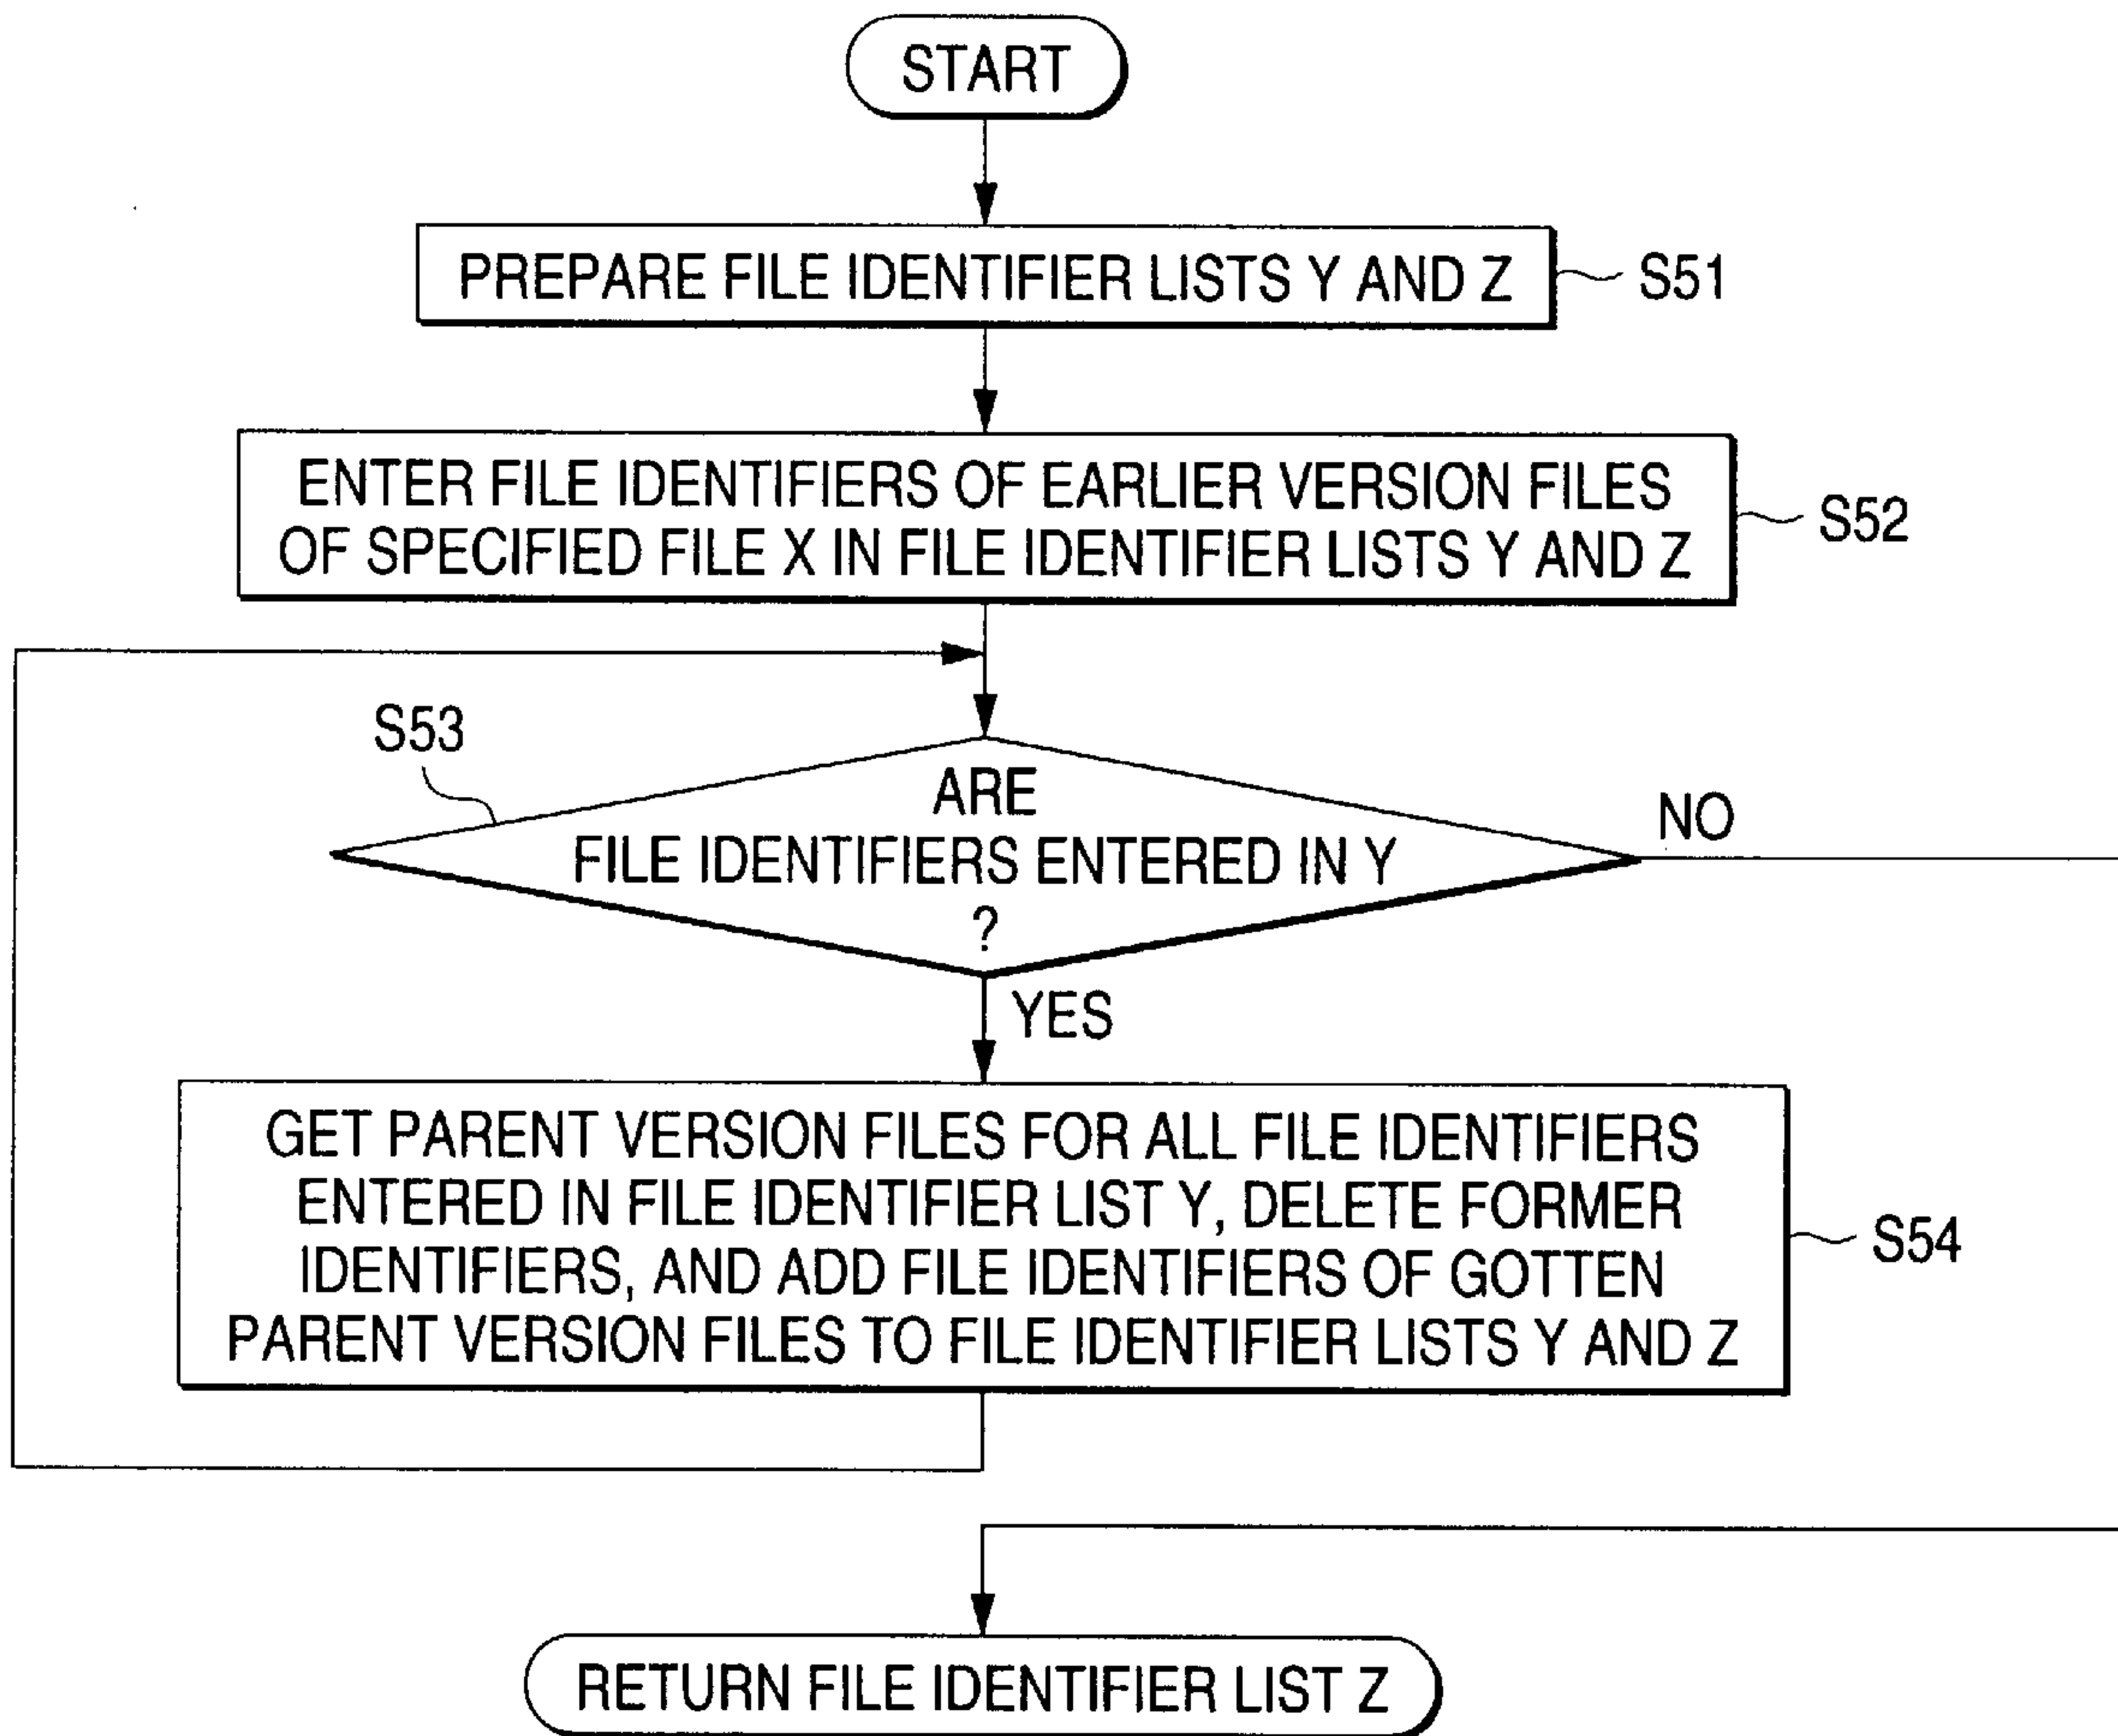 START
PREPARE FILE IDENTIFIER LISTS Y AND Z
S51
ENTER FILE IDENTIFIERS OF EARLIER VERSION FILES
OF SPECIFIED FILE X IN FILE IDENTIFIER LISTS Y AND Z
S52
S53
ARE
FILE IDENTIFIERS ENTERED IN Y
?
NO
YES
GET PARENT VERSION FILES FOR ALL FILE IDENTIFIERS
ENTERED IN FILE IDENTIFIER LIST Y, DELETE FORMER
IDENTIFIERS, AND ADD FILE IDENTIFIERS OF GOTTEN
PARENT VERSION FILES TO FILE IDENTIFIER LISTS Y AND Z
S54
RETURN FILE IDENTIFIER LIST Z